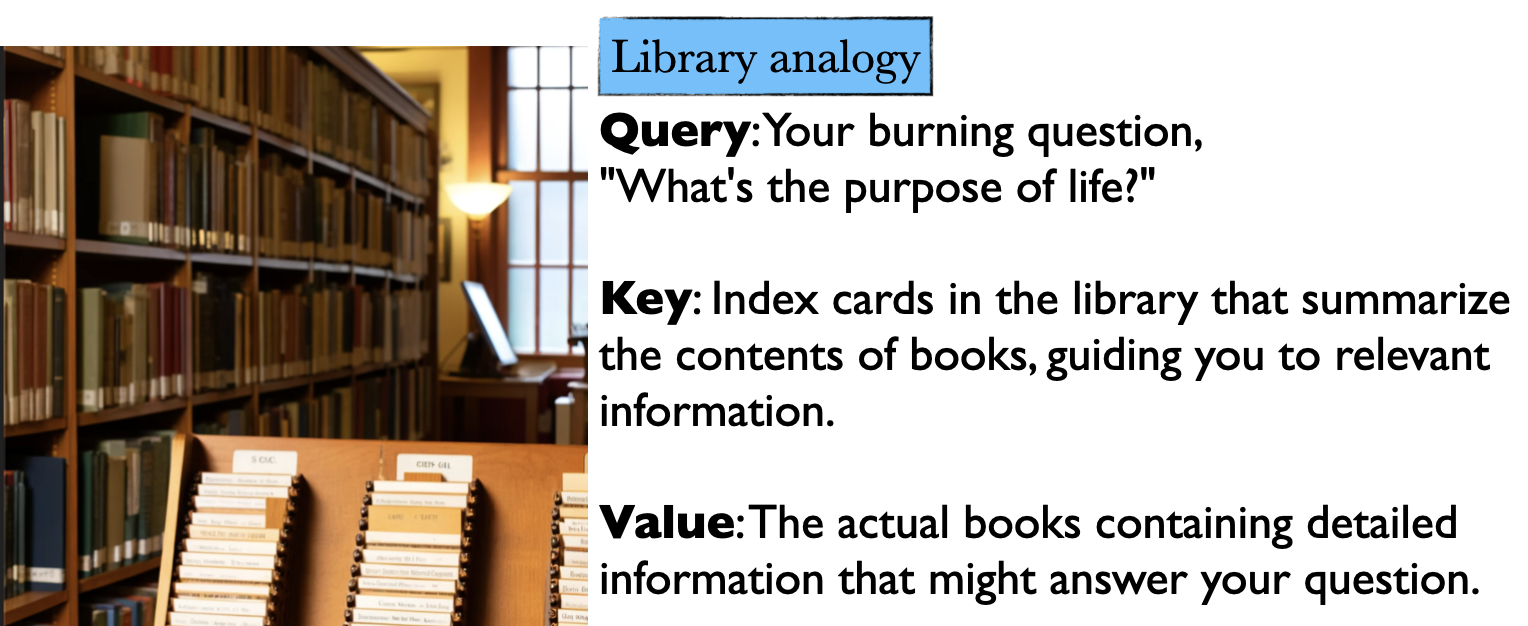 Library analogy
Query: Your burning question,
"What's the purpose of life?"
Key: Index cards in the library that summarize
the contents of books, guiding you to relevant
information.
Value: The actual books containing detailed
information that might answer your question.